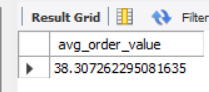 Result Grid Filter
avg_order_value
38.307262295081635